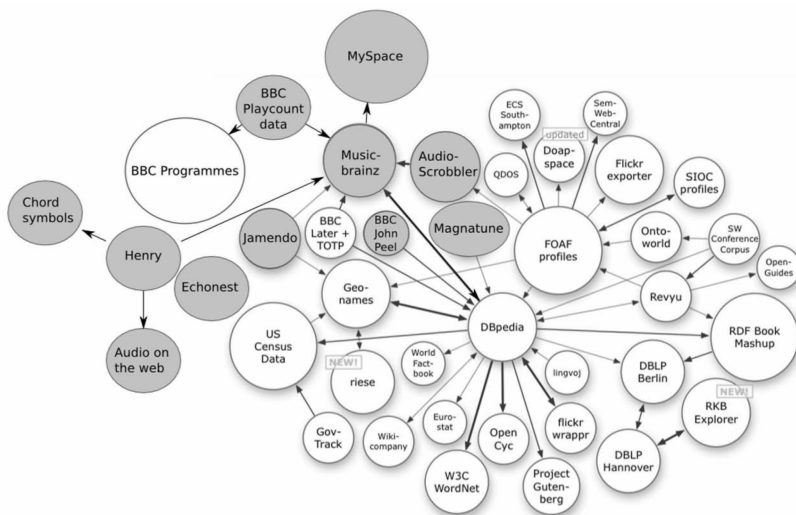 MySpace
BBC
Playcount
data
BBC Programmes
Music-
brainz
Audio-
Scrobbler
ECS
South-
ampton
Sem-
Web-
Central
updated
Doap-
space
Flickr
exporter
QDOS
SIOC
profiles
Chord
symbols
Henry
Jamendo
BBC
Later +
TOTP
BBC
John
Peel
Magnatune
FOAF
profiles
Onto-
world
SW
Conference
Corpus
Open-
Guides
Echonest
Geo-
names
Revyu
Audio on
the web
US
Census
Data
DBpedia
RDF Book
Mashup
NEW!
riese
World
Fact-
book
lingvoj
DBLP
Berlin
NEW!
RKB
Explorer
Gov-
Track
Wiki-
company
Euro-
stat
Open
Cyc
flickr
wrappr
DBLP
Hannover
W3C
WordNet
Project
Guten-
berg